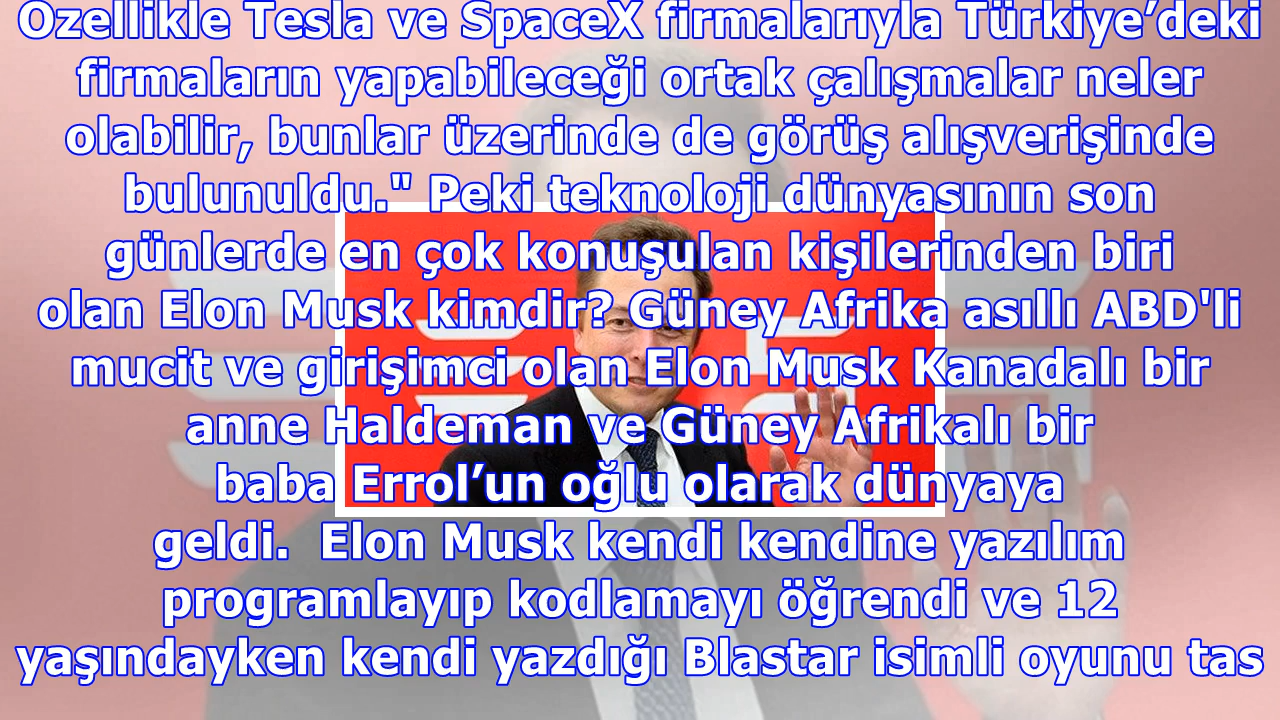 Özellikle Tesla ve SpaceX firmalarıyla Türkiye’deki
firmaların yapabileceği ortak çalışmalar neler
olabilir, bunlar üzerinde de görüş alışverişinde
bulunuldu." Peki teknoloji dünyasının son
günlerde en çok konuşulan kişilerinden biri
olan Elon Musk kimdir? Güney Afrika asıllı ABD'li
mucit ve girişimci olan Elon Musk Kanadalı bir
anne Haldeman ve Güney Afrikalı bir
baba Errol’un oğlu olarak dünyaya
geldi.  Elon Musk kendi kendine yazılım
programlayıp kodlamayı öğrendi ve 12
yaşındayken kendi yazdığı Blastar isimli oyunu tas